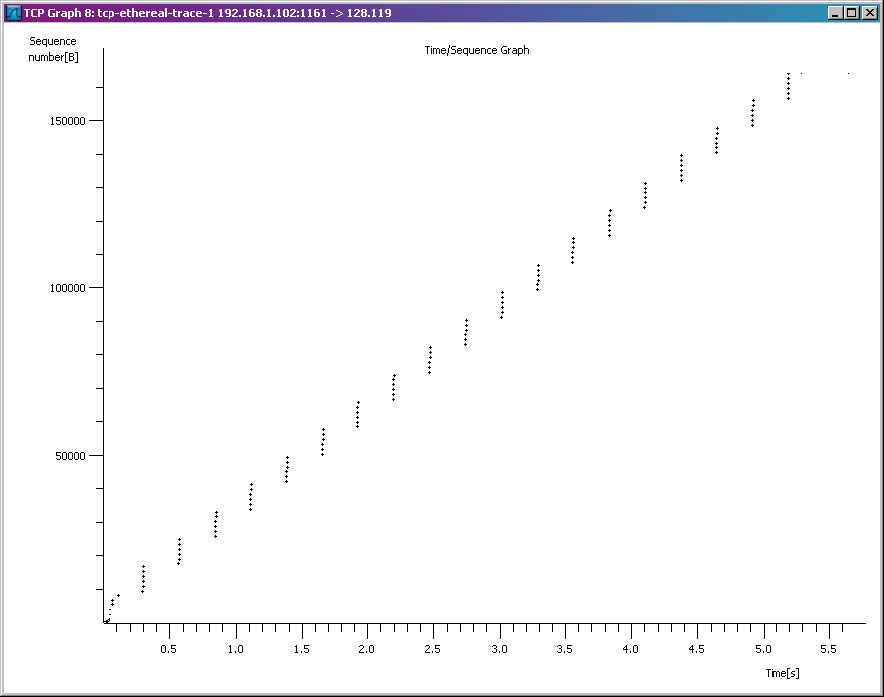 TCP Graph 8: tcp-ethereal-trace-1 192.168.1.102:1161 -> 128.119
Sequence
number[B]
Time/Sequence Graph
150000
100000
50000
0.5 1.0 1.5 2.0 2.5 3.0 3.5 4.0 4.5 5.0 5.5
Time[s]